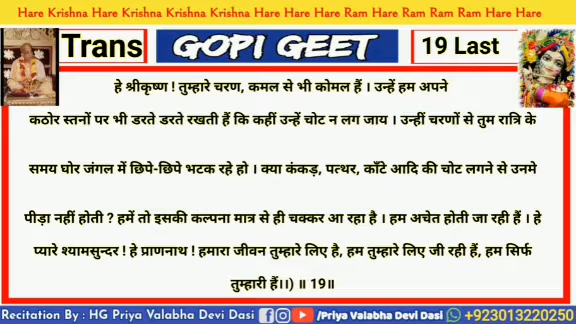 Hare Krishna Hare Krishna Krishna Krishna Hare Hare Hare Ram Hare Ram Ram Ram Hare Hare
Trans GOPI GEET 19 Last
हे श्रीकृष्ण ! तुम्हारे चरण, कमल से भी कोमल हैं । उन्हें हम अपने
कठोर स्तनों पर भी डरते डरते रखती हैं कि कहीं उन्हें चोट न लग जाय । उन्हीं चरणों से तुम रात्रि के
समय घोर जंगल में छिपे-छिपे भटक रहे हो । क्या कंकड़, पत्थर, काँटे आदि की चोट लगने से उनमे
पीड़ा नहीं होती ? हमें तो इसकी कल्पना मात्र से ही चक्कर आ रहा है । हम अचेत होती जा रही हैं । हे
प्यारे श्यामसुन्दर ! हे प्राणनाथ ! हमारा जीवन तुम्हारे लिए है, हम तुम्हारे लिए जी रही हैं, हम सिर्फ
तुम्हारी हैं।।) ॥ 19॥
Recitation By : HG Priya Valabha Devi Dasi /Priya Valabha Devi Dasi +923013220250